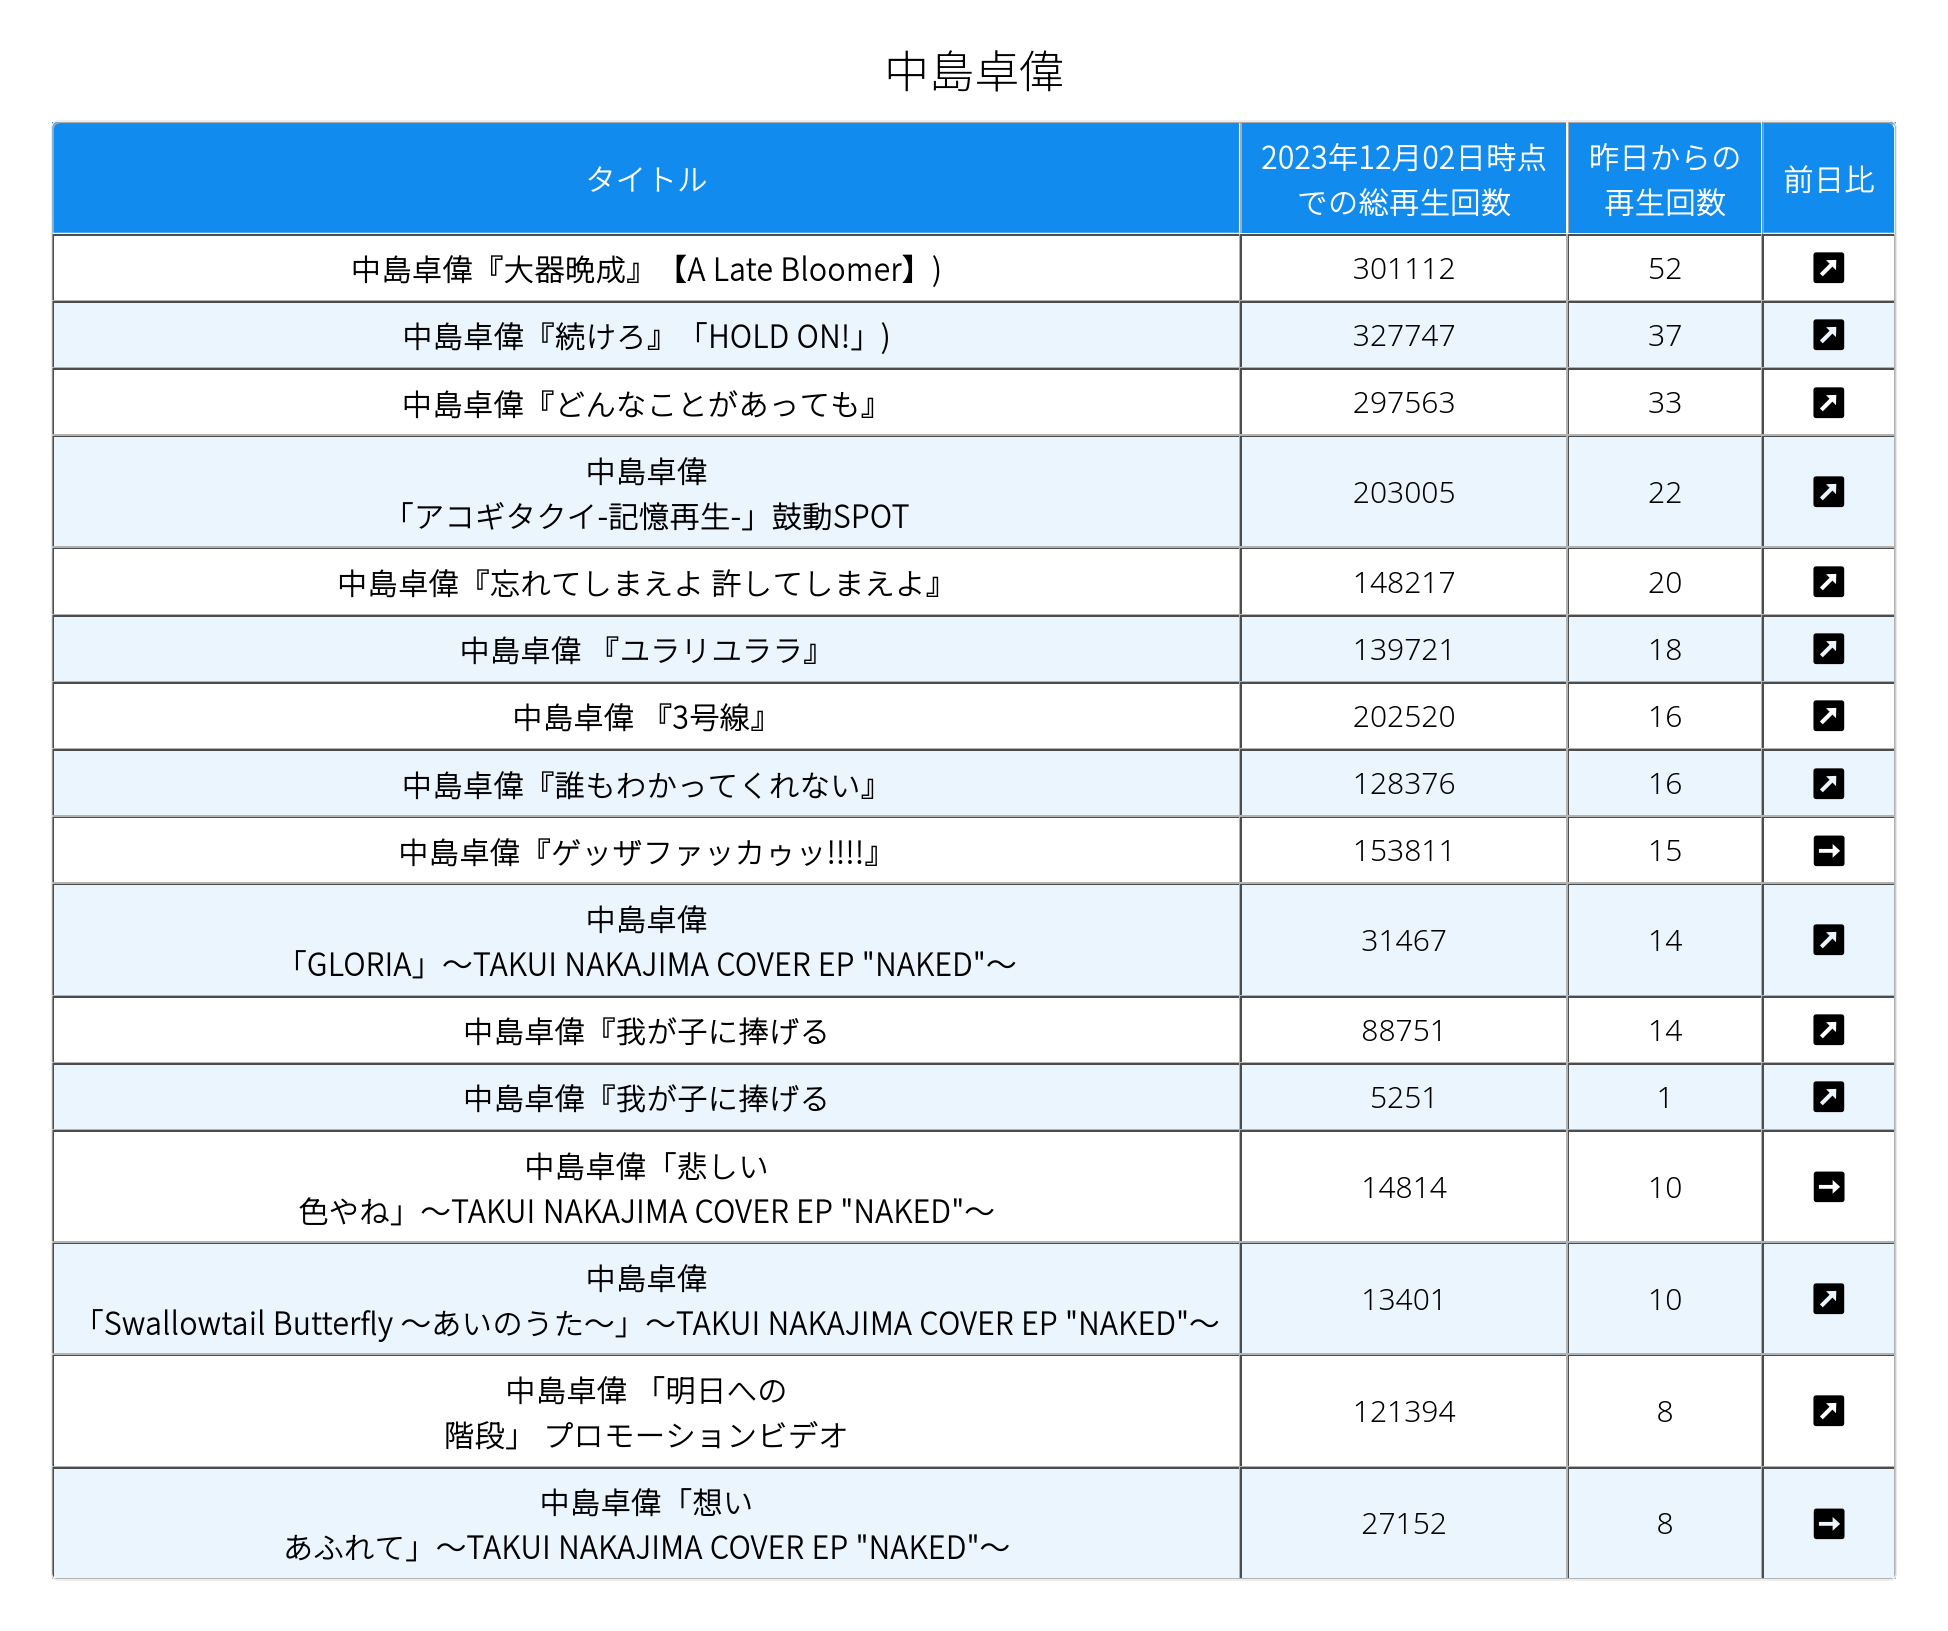 中島卓偉
タイトル
2023年12月02日時点
での総再生回数
昨日からの
再生回数
前日比
中島卓偉『大器晩成』【A Late Bloomer】)
301112
52
中島卓偉『続けろ』「HOLD ON!」)
327747
37
中島卓偉『どんなことがあっても』
297563
33
中島卓偉
「アコギタクイ-記憶再生-」鼓動SPOT
203005
22
中島卓偉『忘れてしまえよ 許してしまえよ』
148217
20
中島卓偉 『ユラリユララ』
139721
18
中島卓偉 『3号線』
202520
16
中島卓偉『誰もわかってくれない』
128376
16
中島卓偉『ゲッザファッカゥッ!!!!』
153811
15
中島卓偉
「GLORIA」〜TAKUI NAKAJIMA COVER EP "NAKED"〜
31467
14
中島卓偉『我が子に捧げる
88751
14
中島卓偉『我が子に捧げる
5251
1
中島卓偉「悲しい
色やね」〜TAKUI NAKAJIMA COVER EP "NAKED"〜
14814
10
中島卓偉
「Swallowtail Butterfly 〜あいのうた〜」〜TAKUI NAKAJIMA COVER EP "NAKED"〜
13401
10
中島卓偉 「明日への
階段」 プロモーションビデオ
121394
8
中島卓偉「想い
あふれて」〜TAKUI NAKAJIMA COVER EP "NAKED"〜
27152
8